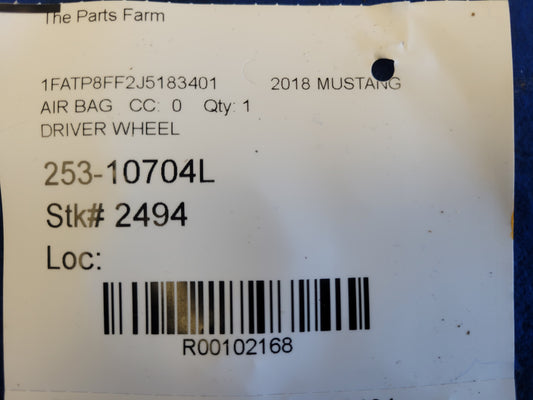 The Parts Farm
1FATP8FF2J5183401 2018 MUSTANG
AIR BAG CC: 0 Qty: 1
DRIVER WHEEL
253-10704L
Stk# 2494
Loc:
R00102168